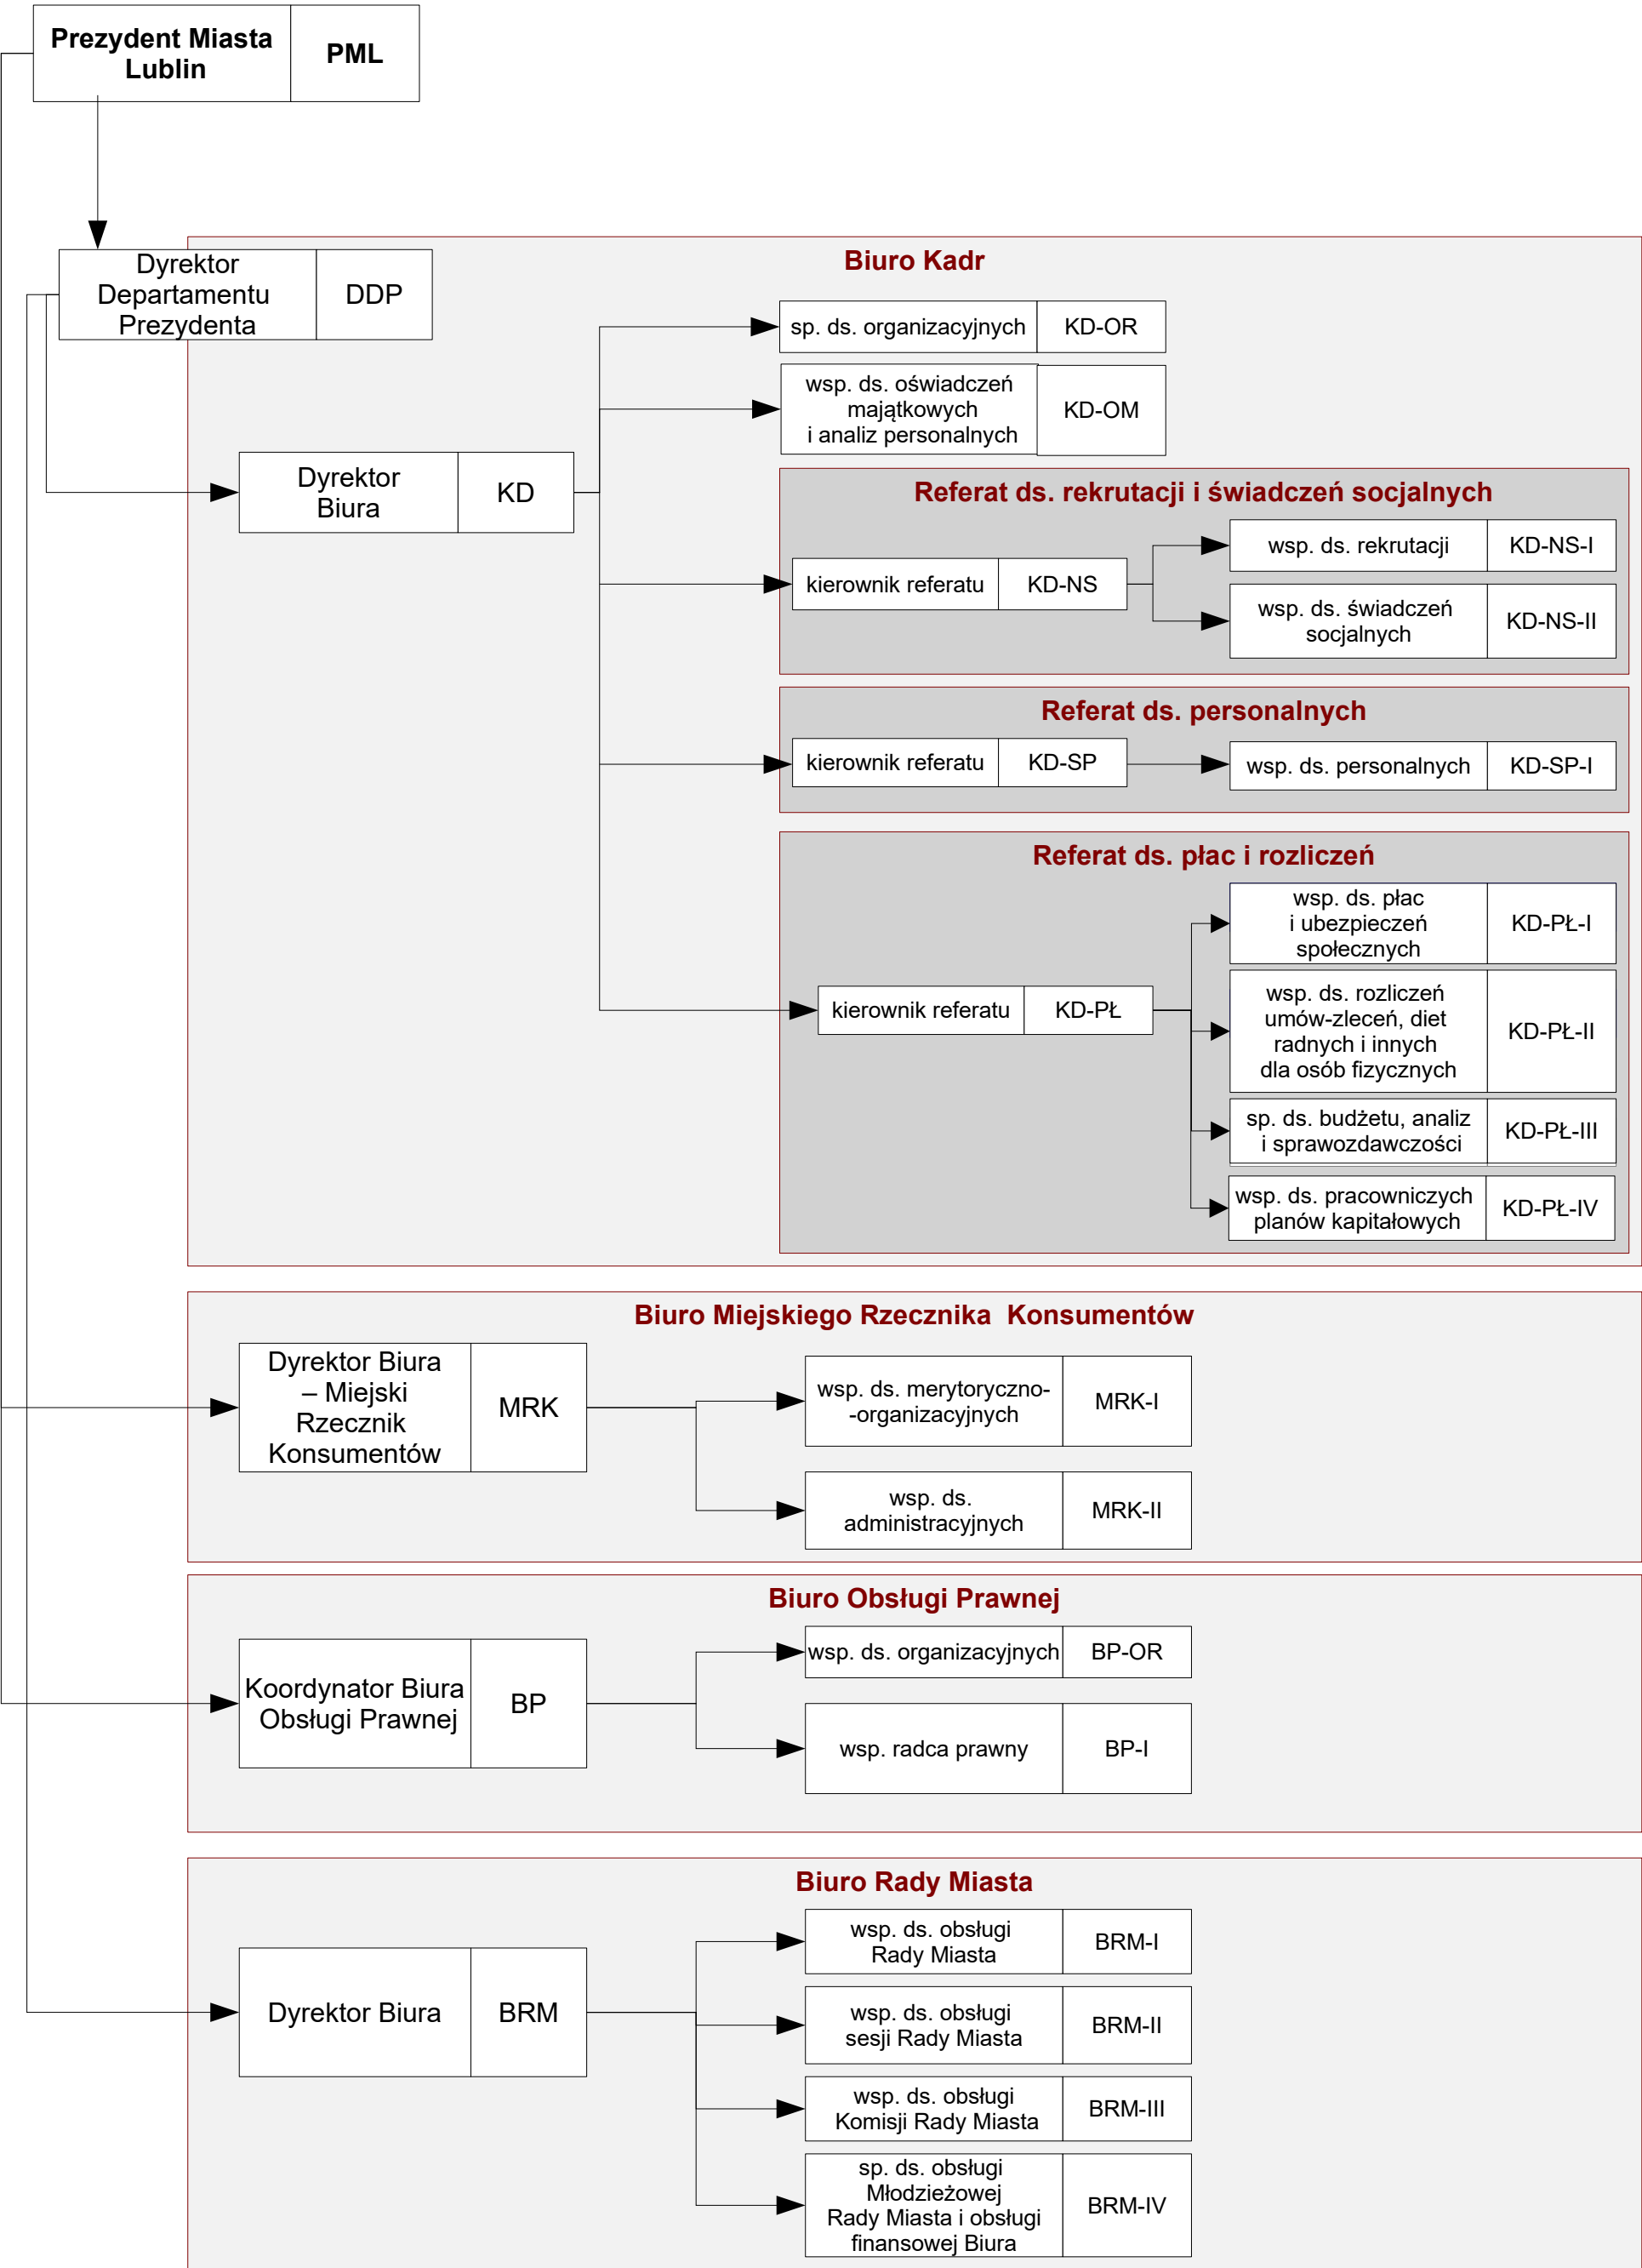 Prezydent Miasta
Lublin
PML
Dyrektor
Departamentu
Prezydenta
DDP
Biuro Kadr
sp. ds. organizacyjnych
KD-OR
wsp. ds. oświadczeń
majątkowych
i analiz personalnych
KD-OM
Dyrektor
Biura
KD
Referat ds. rekrutacji i świadczeń socjalnych
kierownik referatu
KD-NS
wsp. ds. rekrutacji
KD-NS-I
wsp. ds. świadczeń
socjalnych
KD-NS-II
Referat ds. personalnych
kierownik referatu
KD-SP
wsp. ds. personalnych
KD-SP-I
Referat ds. płac i rozliczeń
kierownik referatu
KD-PŁ
wsp. ds. płac
i ubezpieczeń
społecznych
KD-PŁ-I
wsp. ds. rozliczeń
umów-zleceń, diet
radnych i innych
dla osób fizycznych
KD-PŁ-II
sp. ds. budżetu, analiz
i sprawozdawczości
KD-PŁ-III
wsp. ds. pracowniczych
planów kapitałowych
KD-PŁ-IV
Biuro Miejskiego Rzecznika  Konsumentów
Dyrektor Biura
– Miejski
Rzecznik
Konsumentów
MRK
wsp. ds. merytoryczno-
-organizacyjnych
MRK-I
wsp. ds.
administracyjnych
MRK-II
Biuro Obsługi Prawnej
Koordynator Biura
Obsługi Prawnej
BP
wsp. ds. organizacyjnych
BP-OR
wsp. radca prawny
BP-I
Biuro Rady Miasta
Dyrektor Biura
BRM
wsp. ds. obsługi
Rady Miasta
BRM-I
wsp. ds. obsługi
sesji Rady Miasta
BRM-II
wsp. ds. obsługi
Komisji Rady Miasta
BRM-III
sp. ds. obsługi
Młodzieżowej
Rady Miasta i obsługi
finansowej Biura
BRM-IV